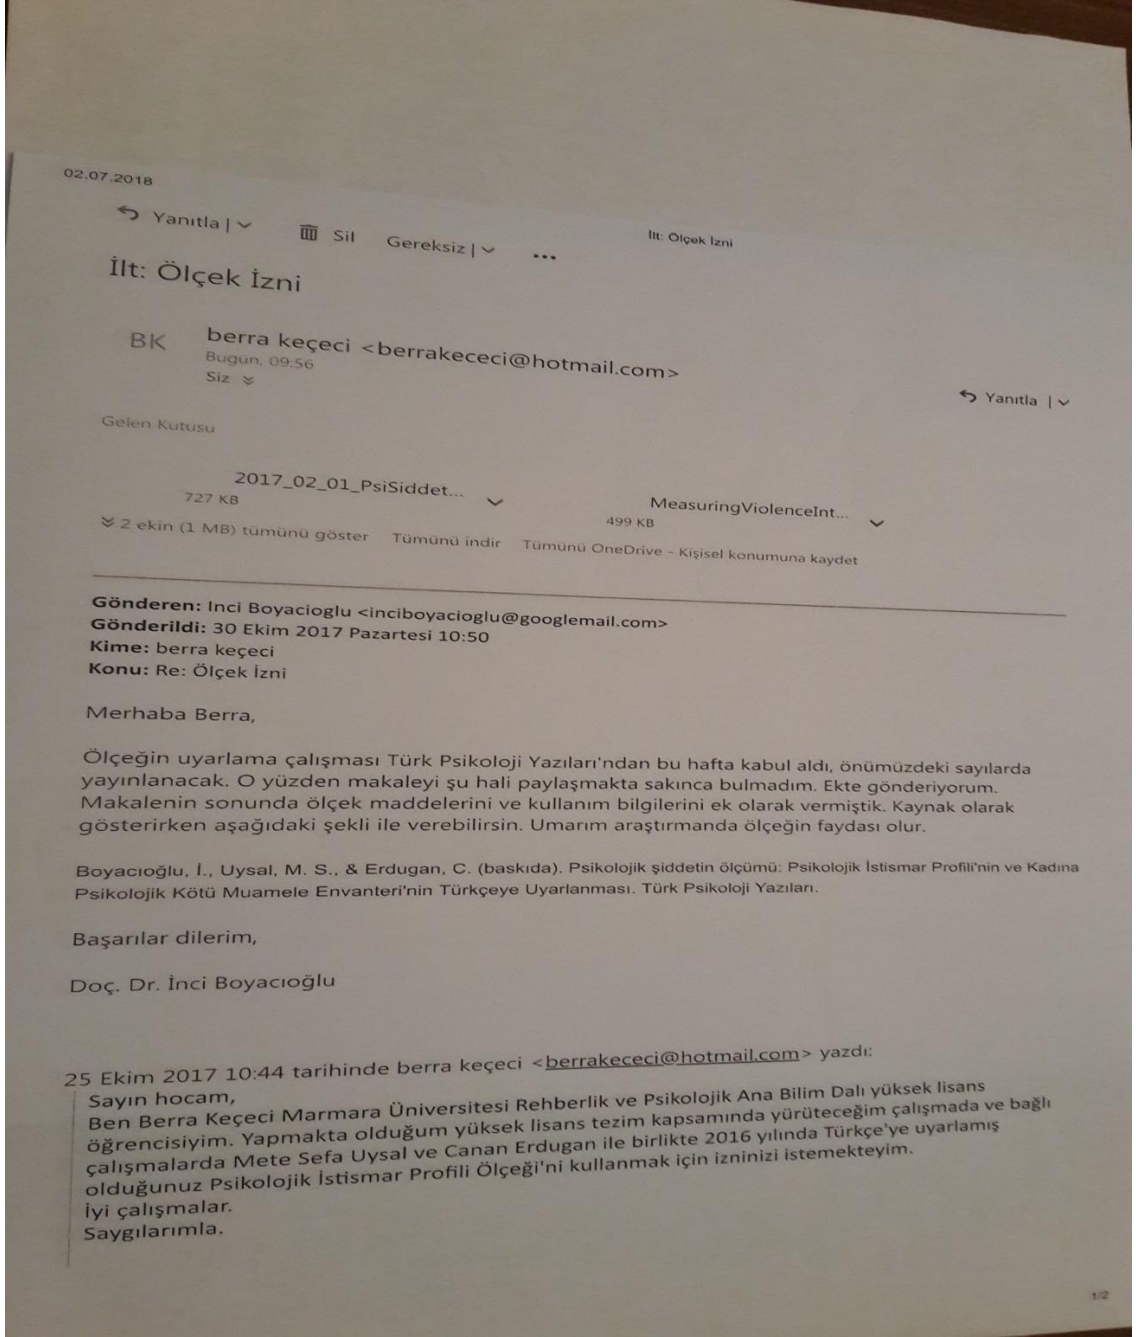 02.07.2018
İlt: Ölçek İzni
Yanıtla | Sil Gereksiz | ...
İlt: Ölçek İzni
BK berra keçeci <berrakececi@hotmail.com>
Bugün, 09:56
Siz
Yanıtla |
Gelen Kutusu
2017_02_01_PsiSiddet...
727 KB
MeasuringViolenceInt...
499 KB
2 ekin (1 MB) tümünü göster Tümünü indir Tümünü OneDrive - Kişisel konumuna kaydet
Gönderen: Inci Boyacioglu <inciboyacioglu@googlemail.com>
Gönderildi: 30 Ekim 2017 Pazartesi 10:50
Kime: berra keçeci
Konu: Re: Ölçek İzni
Merhaba Berra,
Ölçeğin uyarlama çalışması Türk Psikoloji Yazıları'ndan bu hafta kabul aldı, önümüzdeki sayılarda
yayınlanacak. O yüzden makaleyi şu hali paylaşmakta sakınca bulmadım. Ekte gönderiyorum.
Makalenin sonunda ölçek maddelerini ve kullanım bilgilerini ek olarak vermiştik. Kaynak olarak
gösterirken aşağıdaki şekli ile verebilirsin. Umarım araştırmanda ölçeğin faydası olur.
Boyacıoğlu, İ., Uysal, M. S., & Erdugan, C. (baskıda). Psikolojik şiddetin ölçümü: Psikolojik İstismar Profili'nin ve Kadına
Psikolojik Kötü Muamele Envanteri'nin Türkçeye Uyarlanması. Türk Psikoloji Yazıları.
Başarılar dilerim,
Doç. Dr. İnci Boyacıoğlu
25 Ekim 2017 10:44 tarihinde berra keçeci <berrakececi@hotmail.com> yazdı:
Sayın hocam,
Ben Berra Keçeci Marmara Üniversitesi Rehberlik ve Psikolojik Ana Bilim Dalı yüksek lisans
öğrencisiyim. Yapmakta olduğum yüksek lisans tezim kapsamında yürüteceğim çalışmada ve bağlı
çalışmalarda Mete Sefa Uysal ve Canan Erdugan ile birlikte 2016 yılında Türkçe'ye uyarlamış
olduğunuz Psikolojik İstismar Profili Ölçeği'ni kullanmak için izninizi istemekteyim.
İyi çalışmalar.
Saygılarımla.
1/2